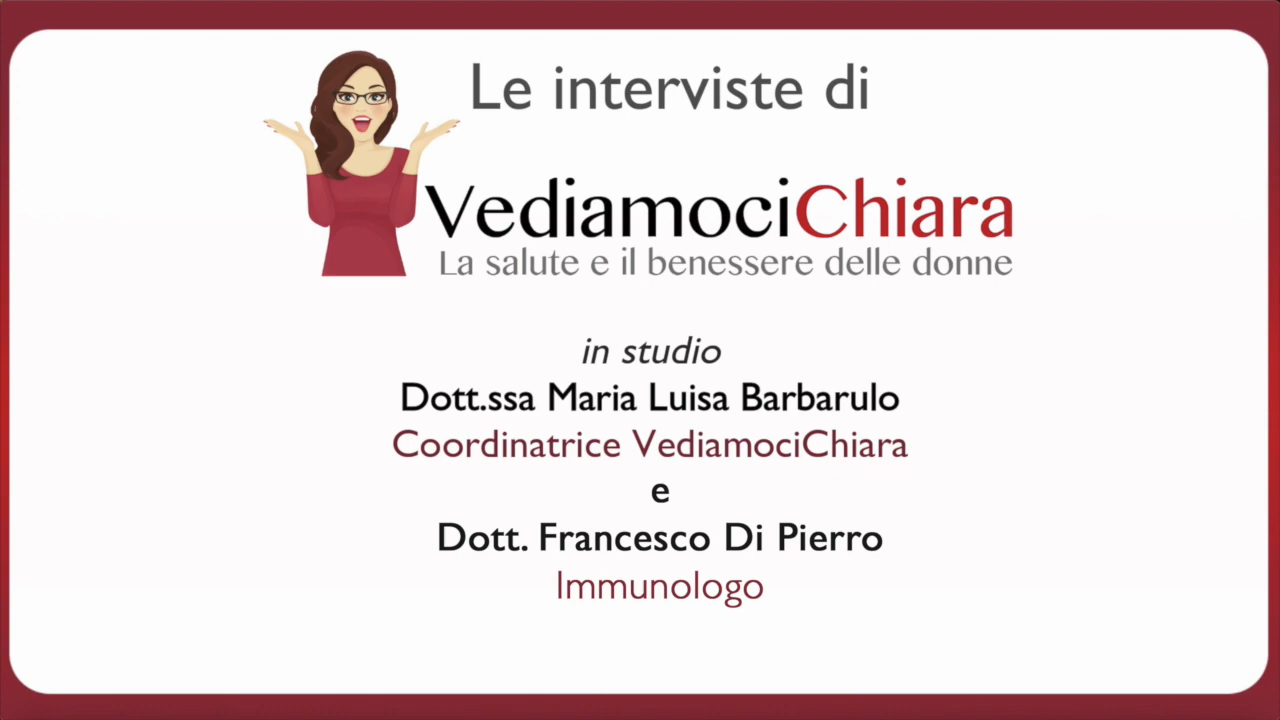 Le interviste di
VediamociChiara
La salute e il benessere delle donne
in studio
Dott.ssa Maria Luisa Barbarulo
Coordinatrice VediamociChiara
e
Dott. Francesco Di Pierro
Immunologo